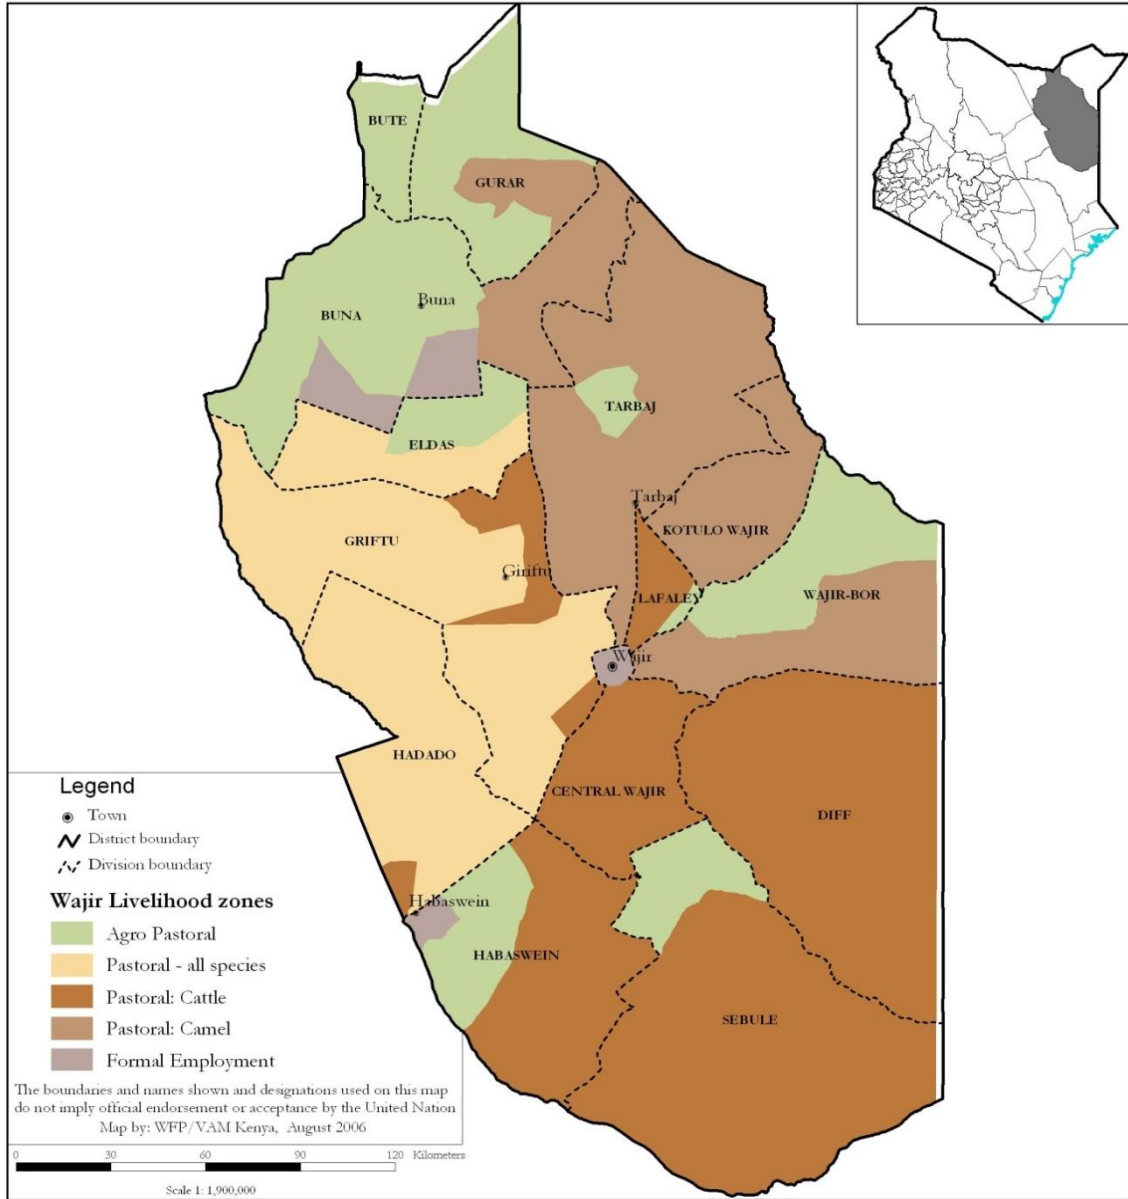 BUTE
GURAR
Buna
BUNA
TARBAJ
ELDAS
Tarbaj
KOTULO WAJIR
GRIFTU
Giriftu
LAFALEY
WAJIR-BOR
Wajir
HADADO
CENTRAL WAJIR
DIFF
Habaswein
HABASWEIN
SEBULE
Legend
Town
District boundary
Division boundary
Wajir Livelihood zones
Agro Pastoral
Pastoral - all species
Pastoral: Cattle
Pastoral: Camel
Formal Employment
The boundaries and names shown and designations used on this map
do not imply official endorsement or acceptance by the United Nation
Map by: WFP/VAM Kenya, August 2006
0 30 60 90 120 Kilometers
Scale 1: 1,900,000